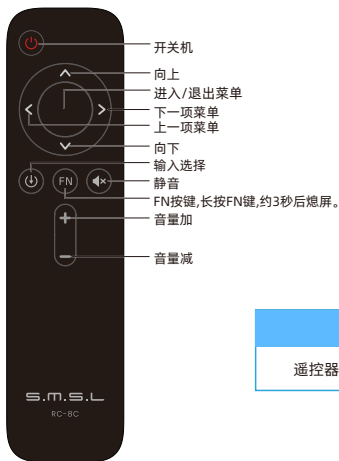 开关机
向上
进入/退出菜单
下一项菜单
上一项菜单
向下
输入选择
FN
静音
FN按键,长按FN键,约3秒后熄屏。
音量加
音量减
遥控器
S.M.S.L
RC-8C